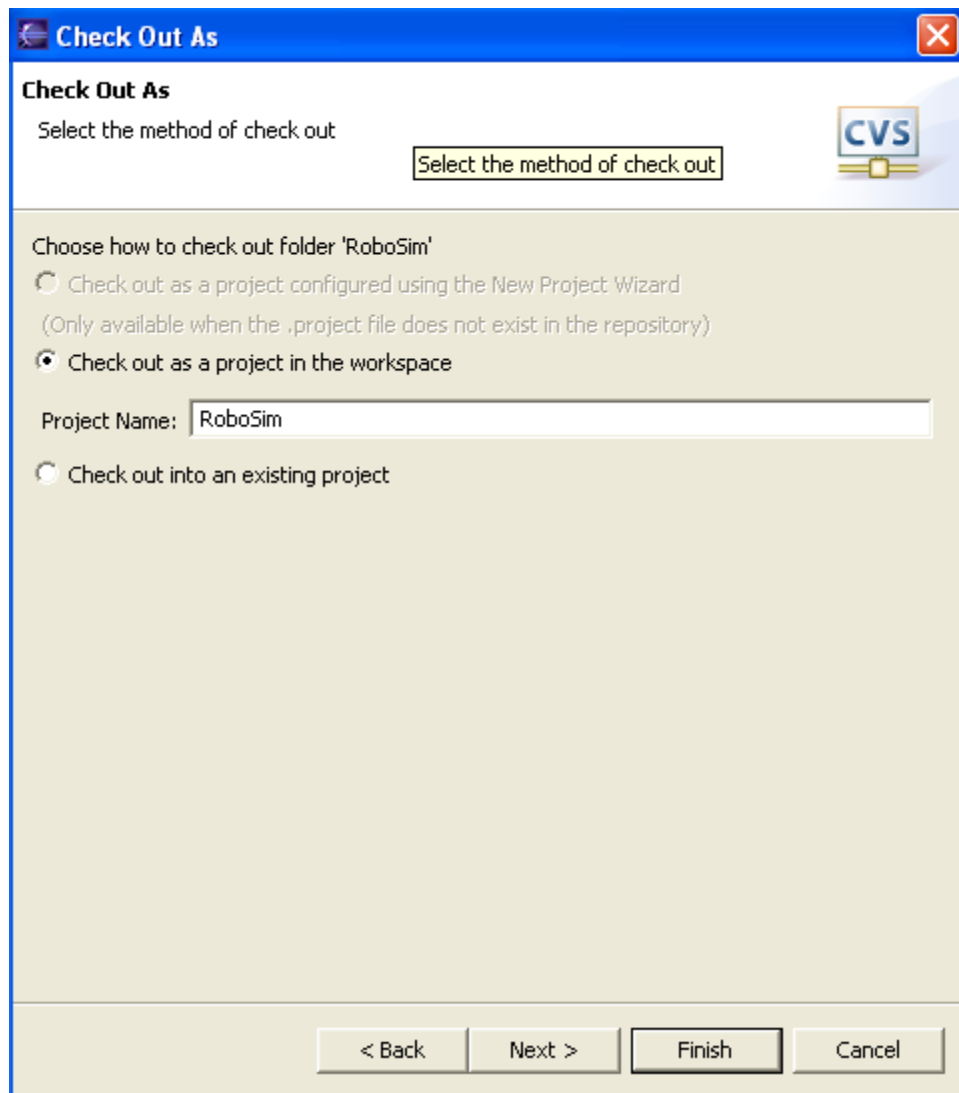 Check Out As
Check Out As
Select the method of check out
Select the method of check out
CVS
Choose how to check out folder 'RoboSim'
Check out as a project configured using the New Project Wizard
(Only available when the .project file does not exist in the repository)
Check out as a project in the workspace
Project Name: RoboSim
Check out into an existing project
< Back Next > Finish Cancel